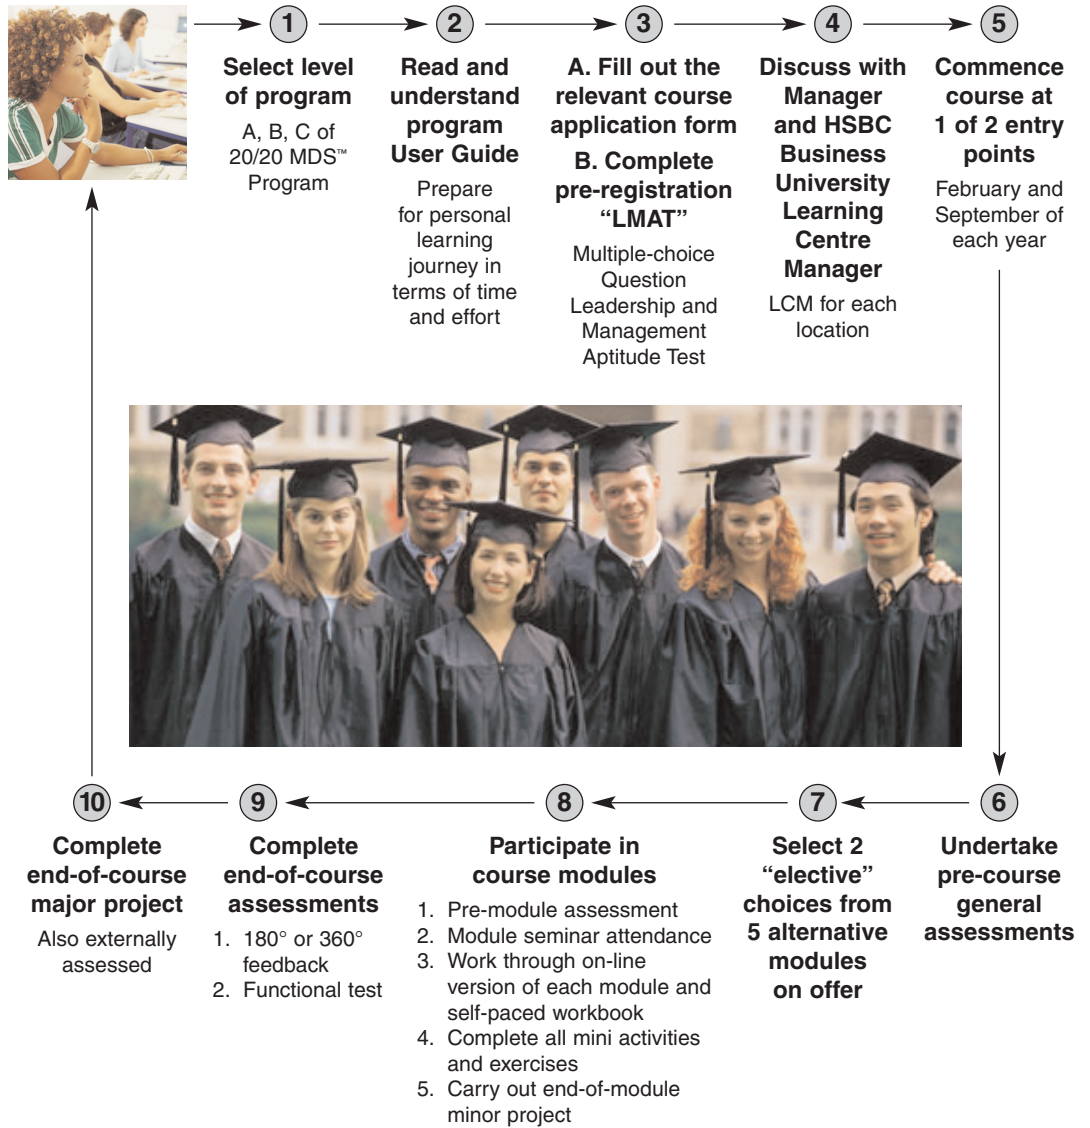 1
Select level
of program
A, B, C of
20/20 MDS™
Program
2
Read and
understand
program
User Guide
Prepare
for personal
learning
journey in
terms of time
and effort
3
A. Fill out the
relevant course
application form
B. Complete
pre-registration
“LMAT”
Multiple-choice
Question
Leadership and
Management
Aptitude Test
4
Discuss with
Manager
and HSBC
Business
University
Learning
Centre
Manager
LCM for each
location
5
Commence
course at
1 of 2 entry
points
February and
September of
each year
6
Undertake
pre-course
general
assessments
7
Select 2
“elective”
choices from
5 alternative
modules
on offer
8
Participate in
course modules
1. Pre-module assessment
2. Module seminar attendance
3. Work through on-line
version of each module and
self-paced workbook
4. Complete all mini activities
and exercises
5. Carry out end-of-module
minor project
9
Complete
end-of-course
assessments
1. 180° or 360°
feedback
2. Functional test
10
Complete
end-of-course
major project
Also externally
assessed